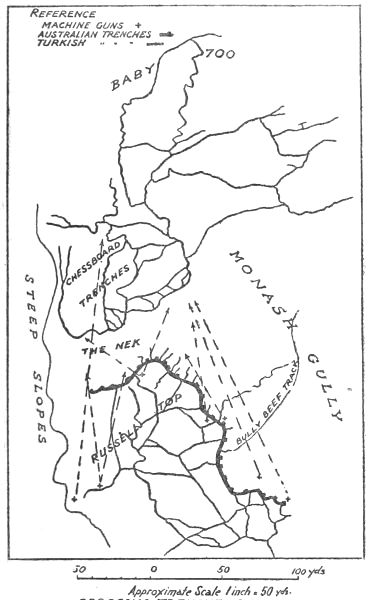 REFERENCE
MACHINE GUNS +
AUSTRALIAN TRENCHES
TURKISH " "
BABY 700
CHESSBOARD
TRENCHES
MONASH GULLY
THE NEK
STEEP SLOPES
RUSSELL TOP
BULLY BEEF TRACK
50 0 50 100 yds
Approximate Scale 1 inch = 50 yds.